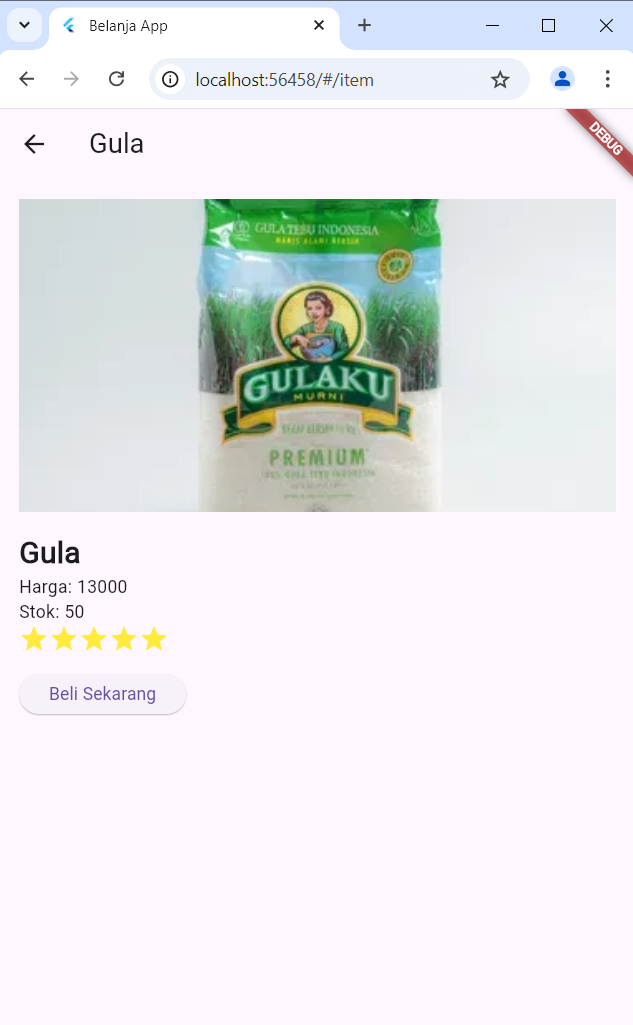 Belanja App
localhost:56458/#/item
DEBUG
Gula
GULA TEBU INDONESIA
MANIS ALAMI BERSIH
GULAKU
MURNI
PREMIUM
Gula
Harga: 13000
Stok: 50
Beli Sekarang